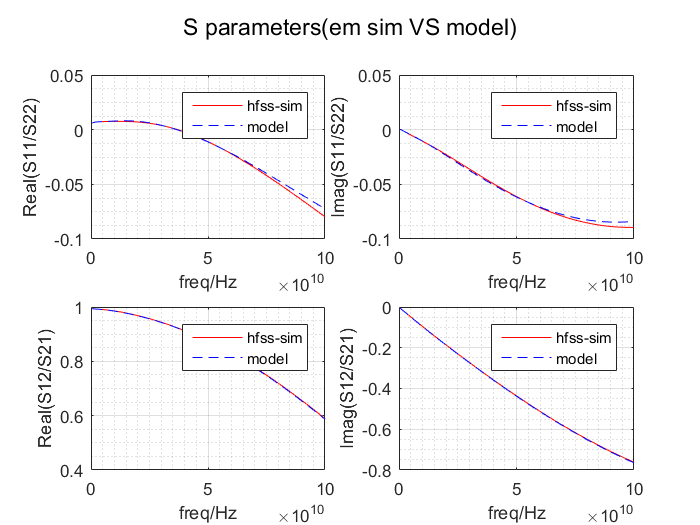 S parameters(em sim VS model)
0.05
0
-0.05
-0.1
Real(S11/S22)
hfss-sim
model
0 5 10
freq/Hz
×10^10
0.05
0
-0.05
-0.1
Imag(S11/S22)
hfss-sim
model
0 5 10
freq/Hz
×10^10
1
0.8
0.6
0.4
Real(S12/S21)
hfss-sim
model
0 5 10
freq/Hz
×10^10
0
-0.2
-0.4
-0.6
-0.8
Imag(S12/S21)
hfss-sim
model
0 5 10
freq/Hz
×10^10